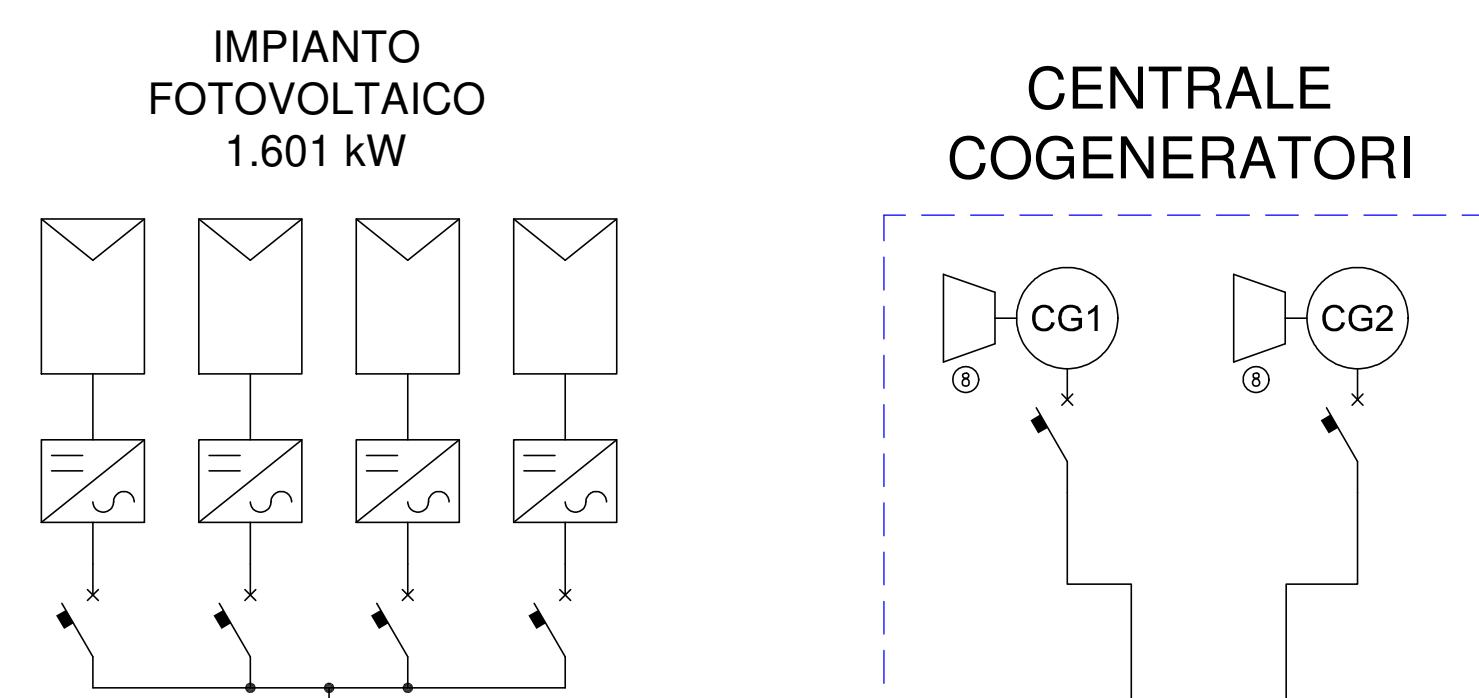 IMPIANTO
FOTOVOLTAICO
1.601 kW
CENTRALE
COGENERATORI
CG1
CG2
8
8